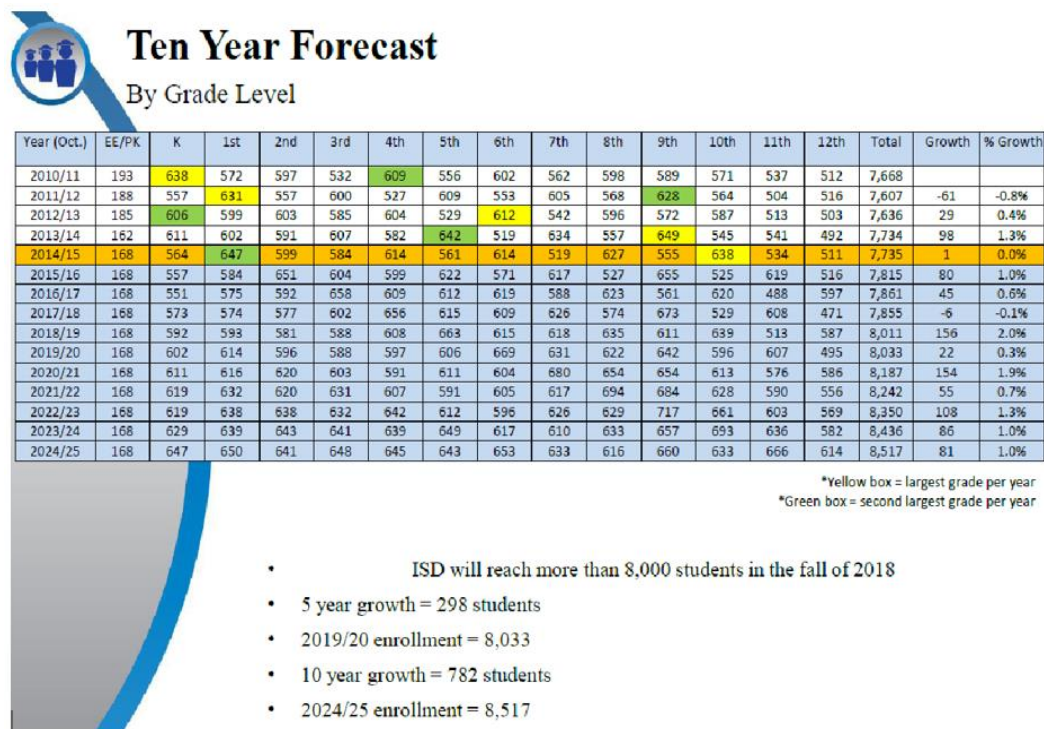 Ten Year Forecast
By Grade Level
Year (Oct.) EE/PK K 1st 2nd 3rd 4th 5th 6th 7th 8th 9th 10th 11th 12th Total Growth % Growth
2010/11 193 638 572 597 532 609 556 602 562 598 589 571 537 512 7,668
2011/12 188 557 631 557 600 527 609 553 605 568 628 564 504 516 7,607 -61 -0.8%
2012/13 185 606 599 603 585 604 529 612 542 596 572 587 513 503 7,636 29 0.4%
2013/14 162 611 602 591 607 582 642 519 634 557 649 545 541 492 7,734 98 1.3%
2014/15 168 564 647 599 584 614 561 614 519 627 555 638 534 511 7,735 1 0.0%
2015/16 168 557 584 651 604 599 622 571 617 527 655 525 619 516 7,815 80 1.0%
2016/17 168 551 575 592 658 609 612 619 588 623 561 620 488 597 7,861 45 0.6%
2017/18 168 573 574 577 602 656 615 609 626 574 673 529 608 471 7,855 -6 -0.1%
2018/19 168 592 593 581 588 608 663 615 618 635 611 639 513 587 8,011 156 2.0%
2019/20 168 602 614 596 588 597 606 669 631 622 642 596 607 495 8,033 22 0.3%
2020/21 168 611 616 620 603 591 611 604 680 654 654 613 576 586 8,187 154 1.9%
2021/22 168 619 632 620 631 607 591 605 617 694 684 628 590 556 8,242 55 0.7%
2022/23 168 619 638 638 632 642 612 596 626 629 717 661 603 569 8,350 108 1.3%
2023/24 168 629 639 643 641 639 649 617 610 633 657 693 636 582 8,436 86 1.0%
2024/25 168 647 650 641 648 645 643 653 633 616 660 633 666 614 8,517 81 1.0%
*Yellow box = largest grade per year
*Green box = second largest grade per year
• ISD will reach more than 8,000 students in the fall of 2018
• 5 year growth = 298 students
• 2019/20 enrollment = 8,033
• 10 year growth = 782 students
• 2024/25 enrollment = 8,517